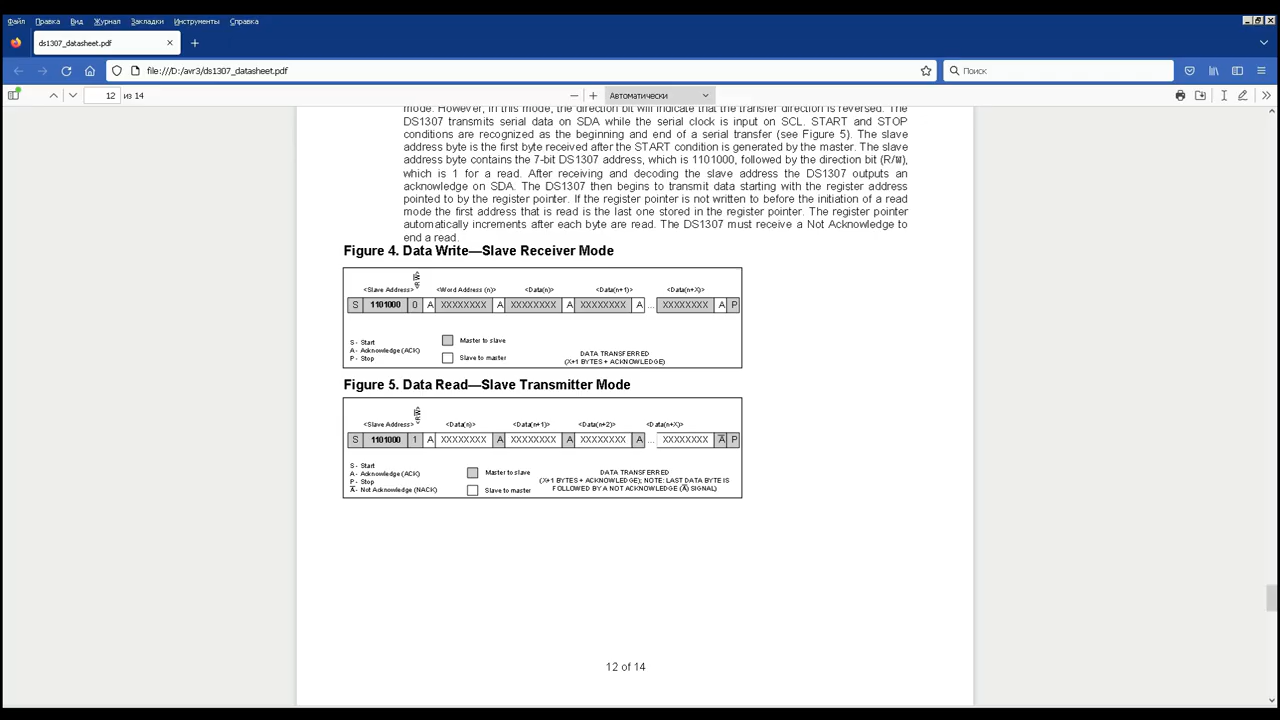 Файл Правка Вид Журнал Закладки Инструменты Справка
ds1307_datasheet.pdf
file:///D:/avr3/ds1307_datasheet.pdf
Поиск
12 из 14
Автоматически
mode. However, in this mode, the direction bit will indicate that the transfer direction is reversed. The
DS1307 transmits serial data on SDA while the serial clock is input on SCL. START and STOP
conditions are recognized as the beginning and end of a serial transfer (see Figure 5). The slave
address byte is the first byte received after the START condition is generated by the master. The slave
address byte contains the 7-bit DS1307 address, which is 1101000, followed by the direction bit (R/W̅),
which is 1 for a read. After receiving and decoding the slave address the DS1307 outputs an
acknowledge on SDA. The DS1307 then begins to transmit data starting with the register address
pointed to by the register pointer. If the register pointer is not written to before the initiation of a read
mode the first address that is read is the last one stored in the register pointer. The register pointer
automatically increments after each byte are read. The DS1307 must receive a Not Acknowledge to
end a read.
Figure 4. Data Write—Slave Receiver Mode
<Slave Address> <R/W̅> <Word Address (n)> <Data(n)> <Data(n+1)> <Data(n+X)>
S 1101000 0 A XXXXXXXX A XXXXXXXX A XXXXXXXX A ... XXXXXXXX A P
S - Start
A - Acknowledge (ACK)
P - Stop
Master to slave
Slave to master
DATA TRANSFERRED
(X+1 BYTES + ACKNOWLEDGE)
Figure 5. Data Read—Slave Transmitter Mode
<Slave Address> <R/W̅> <Data(n)> <Data(n+1)> <Data(n+2)> <Data(n+X)>
S 1101000 1 A XXXXXXXX A XXXXXXXX A XXXXXXXX A ... XXXXXXXX A̅ P
S - Start
A - Acknowledge (ACK)
P - Stop
A̅ - Not Acknowledge (NACK)
Master to slave
Slave to master
DATA TRANSFERRED
(X+1 BYTES + ACKNOWLEDGE); NOTE: LAST DATA BYTE IS
FOLLOWED BY A NOT ACKNOWLEDGE (A̅) SIGNAL)
12 of 14